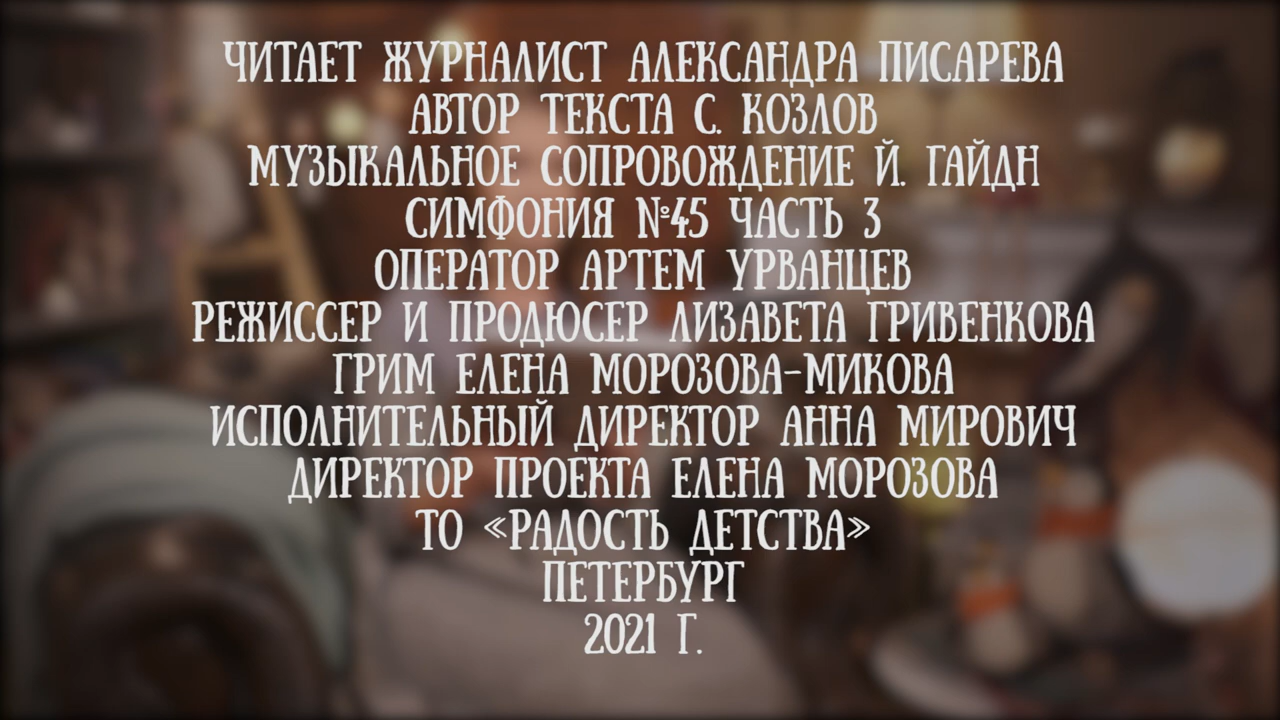 ЧИТАЕТ ЖУРНАЛИСТ АЛЕКСАНДРА ПИСАРЕВА
АВТОР ТЕКСТА С. КОЗЛОВ
МУЗЫКАЛЬНОЕ СОПРОВОЖДЕНИЕ Й. ГАЙДН
СИМФОНИЯ №45 ЧАСТЬ 3
ОПЕРАТОР АРТЕМ УРВАНЦЕВ
РЕЖИССЕР И ПРОДЮСЕР ЛИЗАВЕТА ГРИВЕНКОВА
ГРИМ ЕЛЕНА МОРОЗОВА-МИКОВА
ИСПОЛНИТЕЛЬНЫЙ ДИРЕКТОР АННА МИРОВИЧ
ДИРЕКТОР ПРОЕКТА ЕЛЕНА МОРОЗОВА
ТО «РАДОСТЬ ДЕТСТВА»
ПЕТЕРБУРГ
2021 Г.